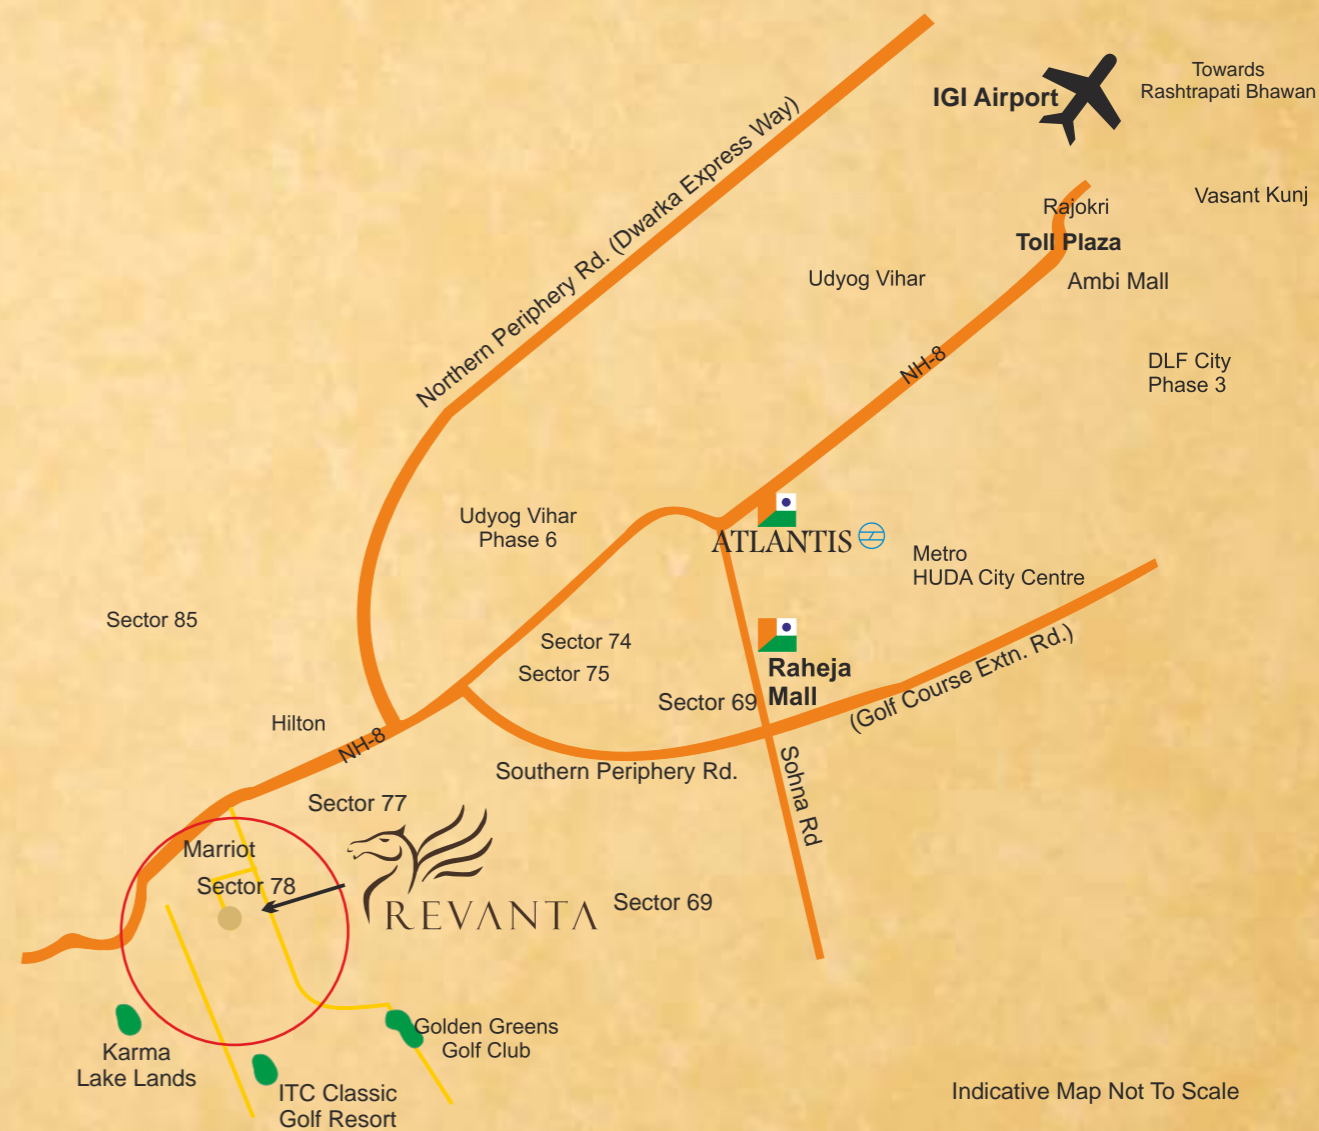 IGI Airport
Towards
Rashtrapati Bhawan
Northern Periphery Rd. (Dwarka Express Way)
Rajokri
Vasant Kunj
Toll Plaza
Udyog Vihar
Ambi Mall
NH-8
DLF City
Phase 3
Udyog Vihar
Phase 6
ATLANTIS
Metro
HUDA City Centre
Sector 85
Sector 74
Sector 75
Raheja
Mall
Sector 69
(Golf Course Extn. Rd.)
Hilton
NH-8
Southern Periphery Rd.
Sohna Rd
Sector 77
Marriot
Sector 78
REVANTA
Sector 69
Golden Greens
Golf Club
Karma
Lake Lands
ITC Classic
Golf Resort
Indicative Map Not To Scale